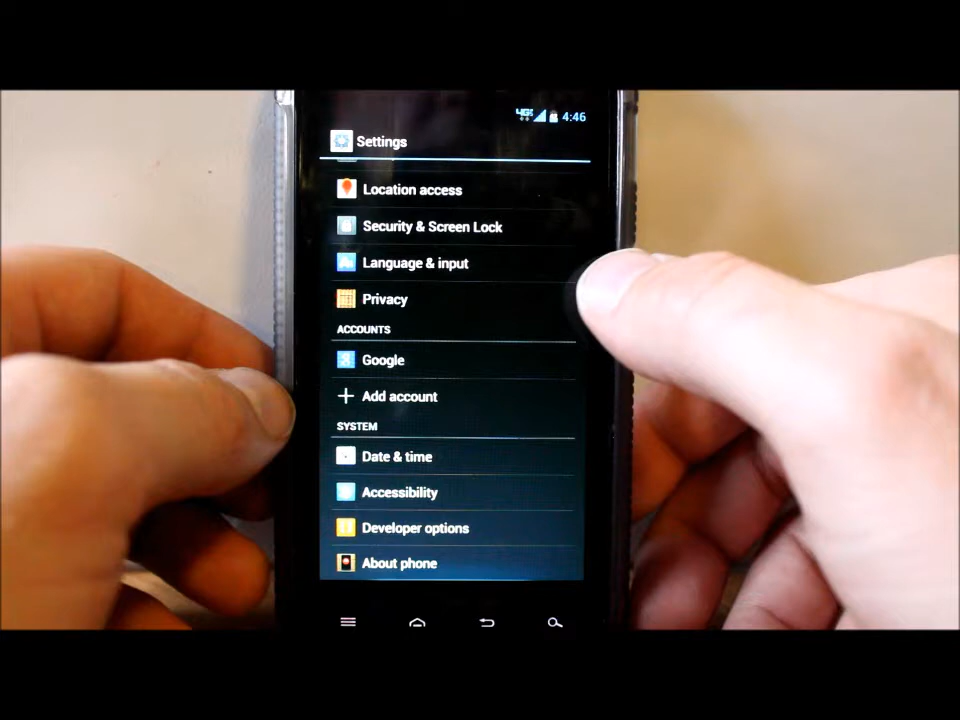 4G 4:46
Settings
Location access
Security & Screen Lock
Language & input
Privacy
ACCOUNTS
Google
Add account
SYSTEM
Date & time
Accessibility
Developer options
About phone